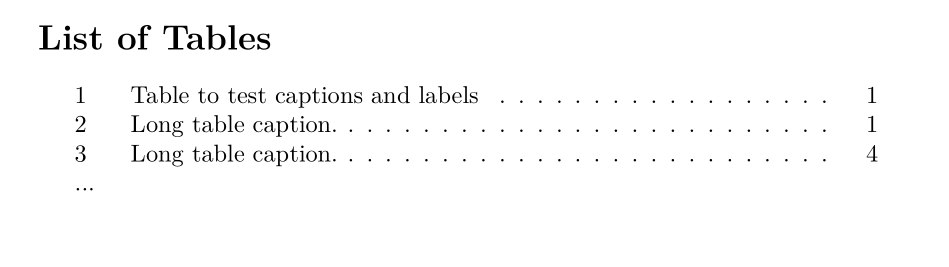 List of Tables
1 Table to test captions and labels . . . . . . . . . . . . . . . . . . 1
2 Long table caption. . . . . . . . . . . . . . . . . . . . . . . . . . . 1
3 Long table caption. . . . . . . . . . . . . . . . . . . . . . . . . . . 4
...